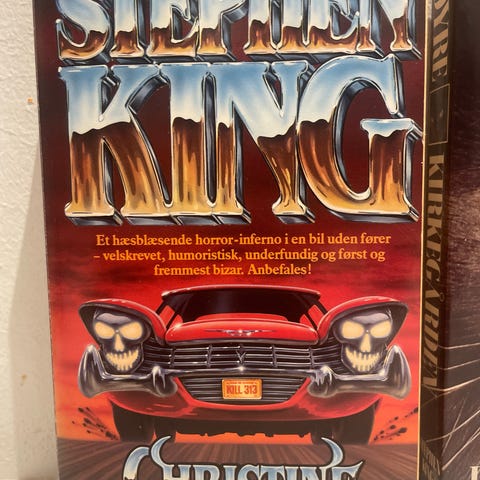 STEPHEN
KING
Et hæsblæsende horror-inferno i en bil uden fører
– velskrevet, humoristisk, underfundig og først og
fremmest bizar. Anbefales!
KILL 313
CHRISTINE
KIRKEGÅRDEN